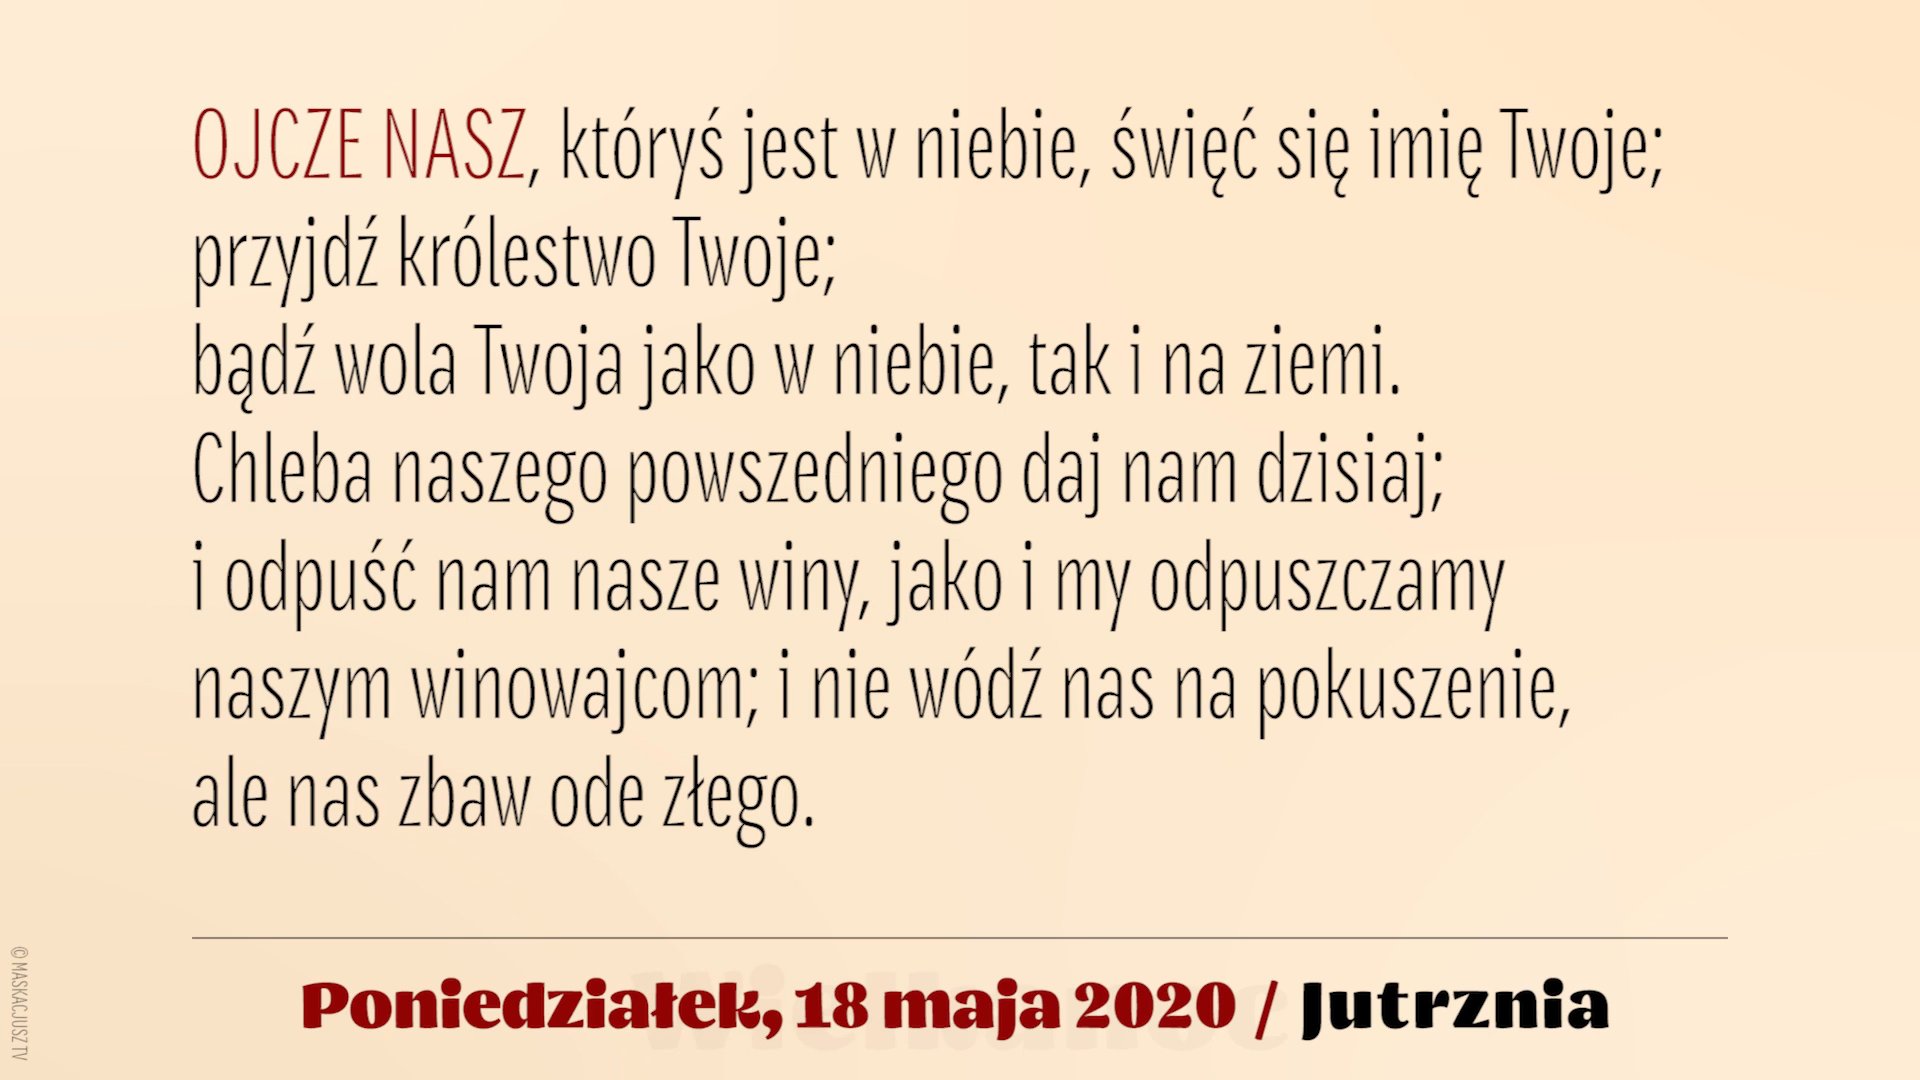 OJCZE NASZ, któryś jest w niebie, święć się imię Twoje;
przyjdź królestwo Twoje;
bądź wola Twoja jako w niebie, tak i na ziemi.
Chleba naszego powszedniego daj nam dzisiaj;
i odpuść nam nasze winy, jako i my odpuszczamy
naszym winowajcom; i nie wódź nas na pokuszenie,
ale nas zbaw ode złego.
Poniedziałek, 18 maja 2020 / Jutrznia
© MASKACJUSZ TV